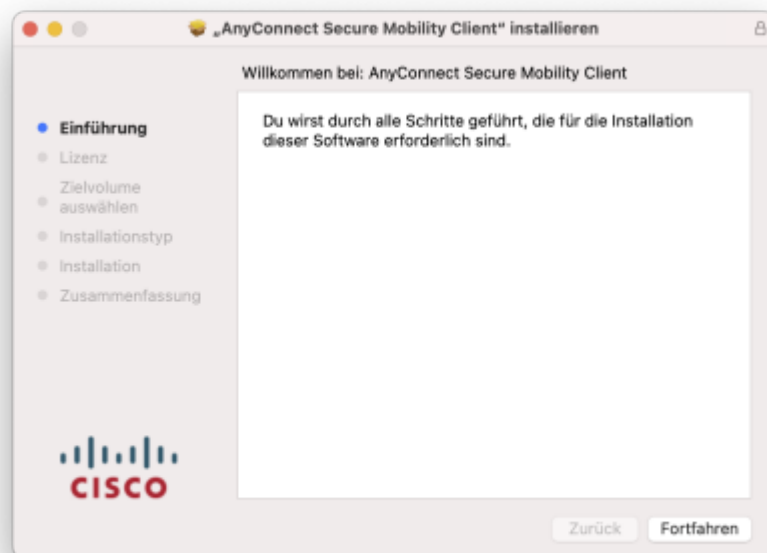 „AnyConnect Secure Mobility Client“ installieren
Willkommen bei: AnyConnect Secure Mobility Client
Einführung
Lizenz
Zielvolume
auswählen
Installationstyp
Installation
Zusammenfassung
Du wirst durch alle Schritte geführt, die für die Installation
dieser Software erforderlich sind.
CISCO
Zurück
Fortfahren